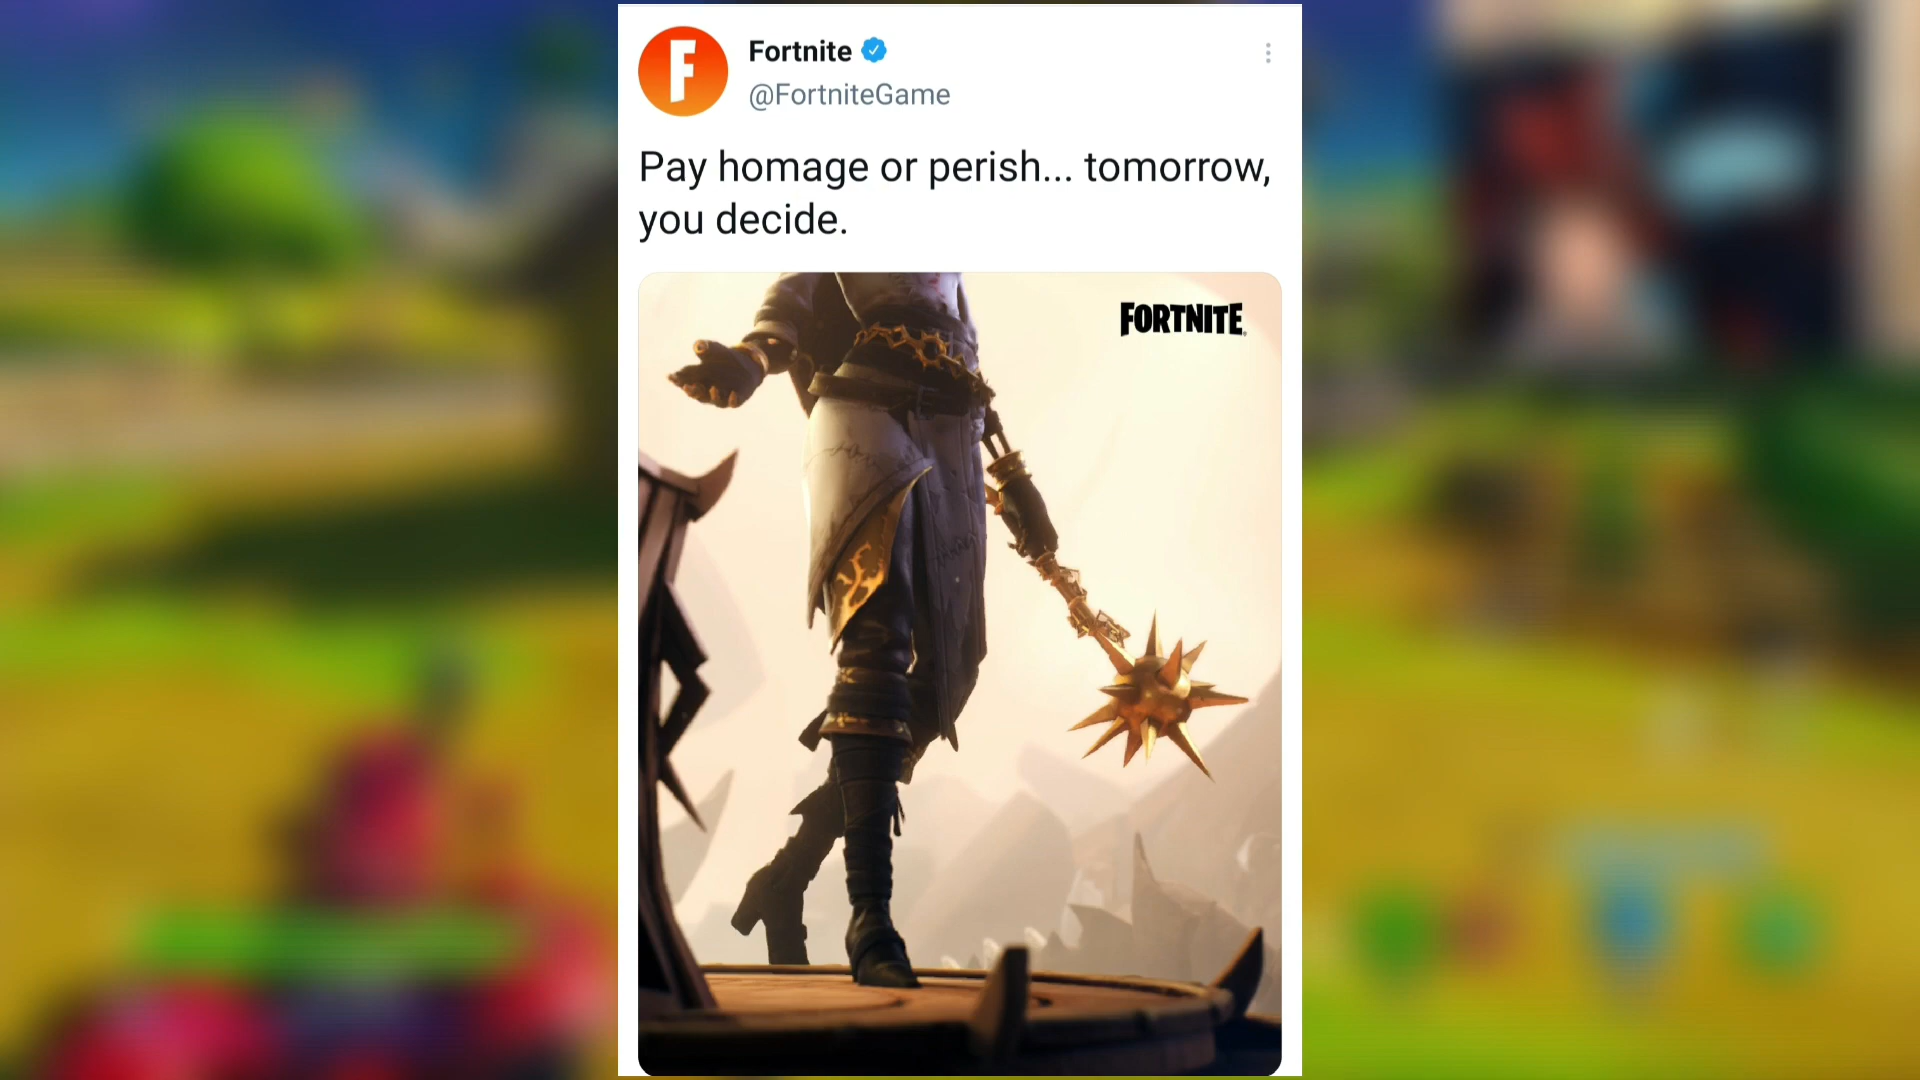 Fortnite
@FortniteGame
Pay homage or perish... tomorrow,
you decide.
FORTNITE